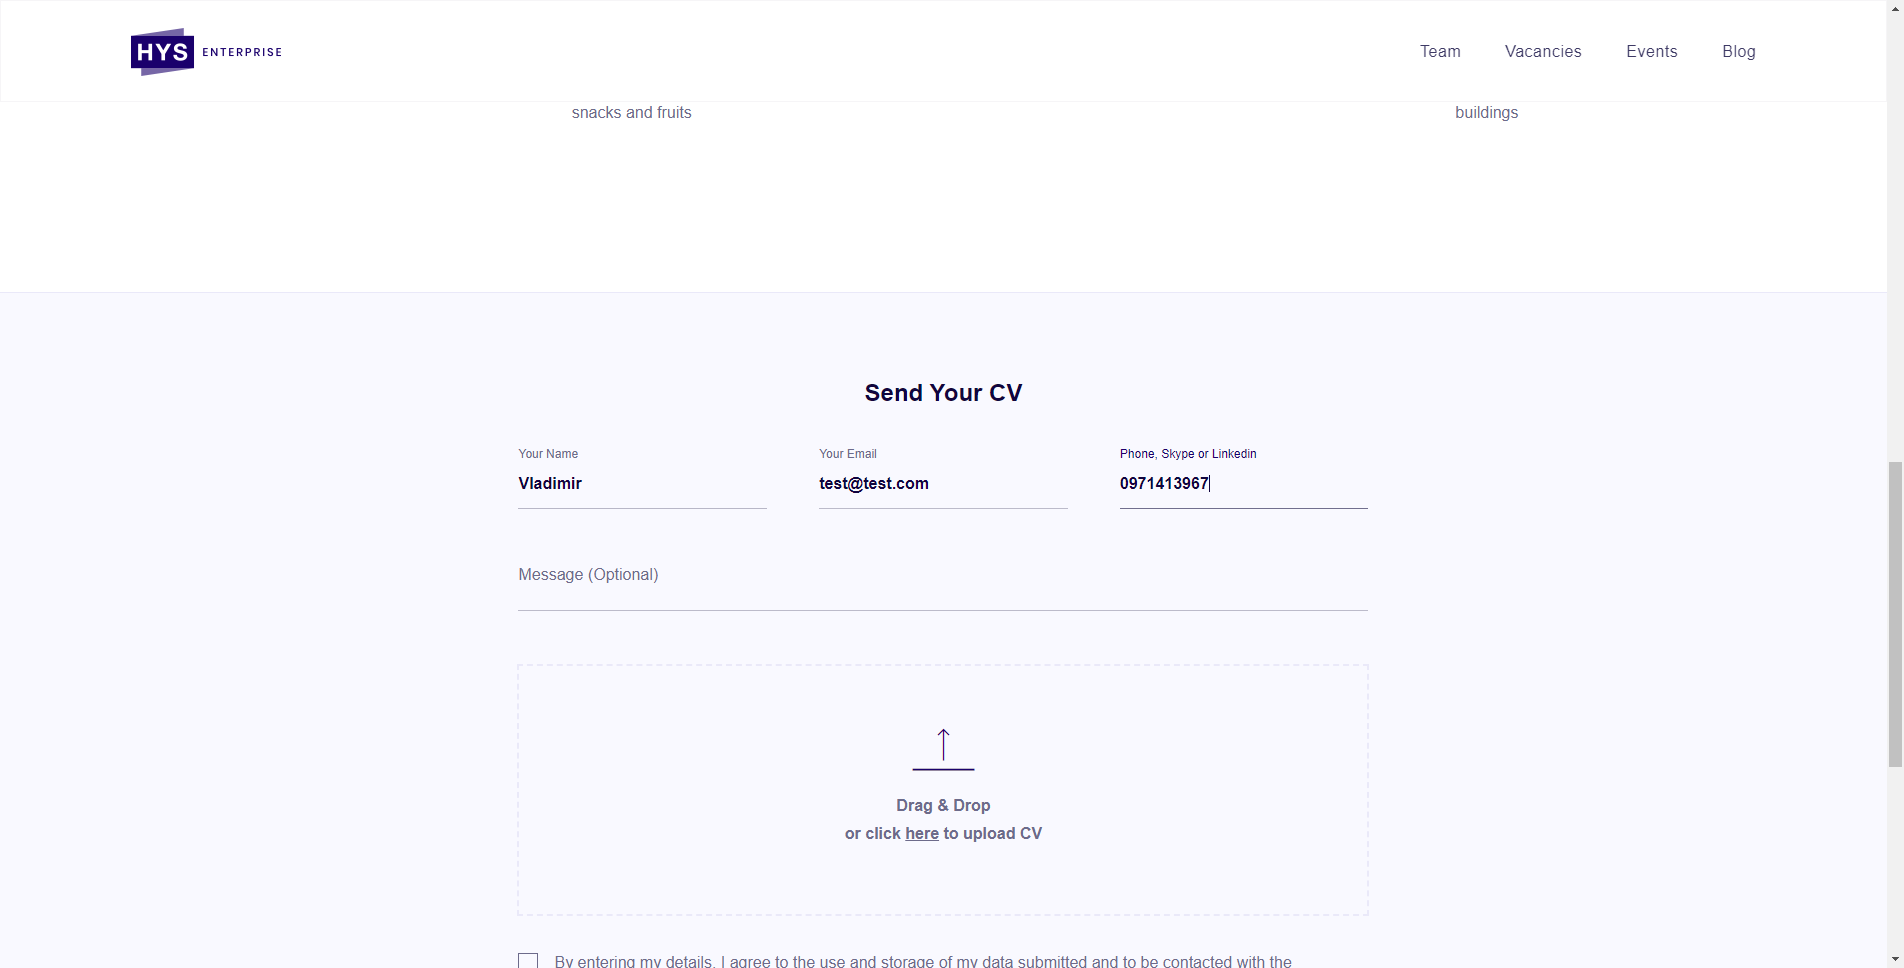 HYS ENTERPRISE
Team Vacancies Events Blog
snacks and fruits
buildings
Send Your CV
Your Name
Vladimir
Your Email
test@test.com
Phone, Skype or Linkedin
0971413967
Message (Optional)
Drag & Drop
or click here to upload CV
By entering my details, I agree to the use and storage of my data submitted and to be contacted with the